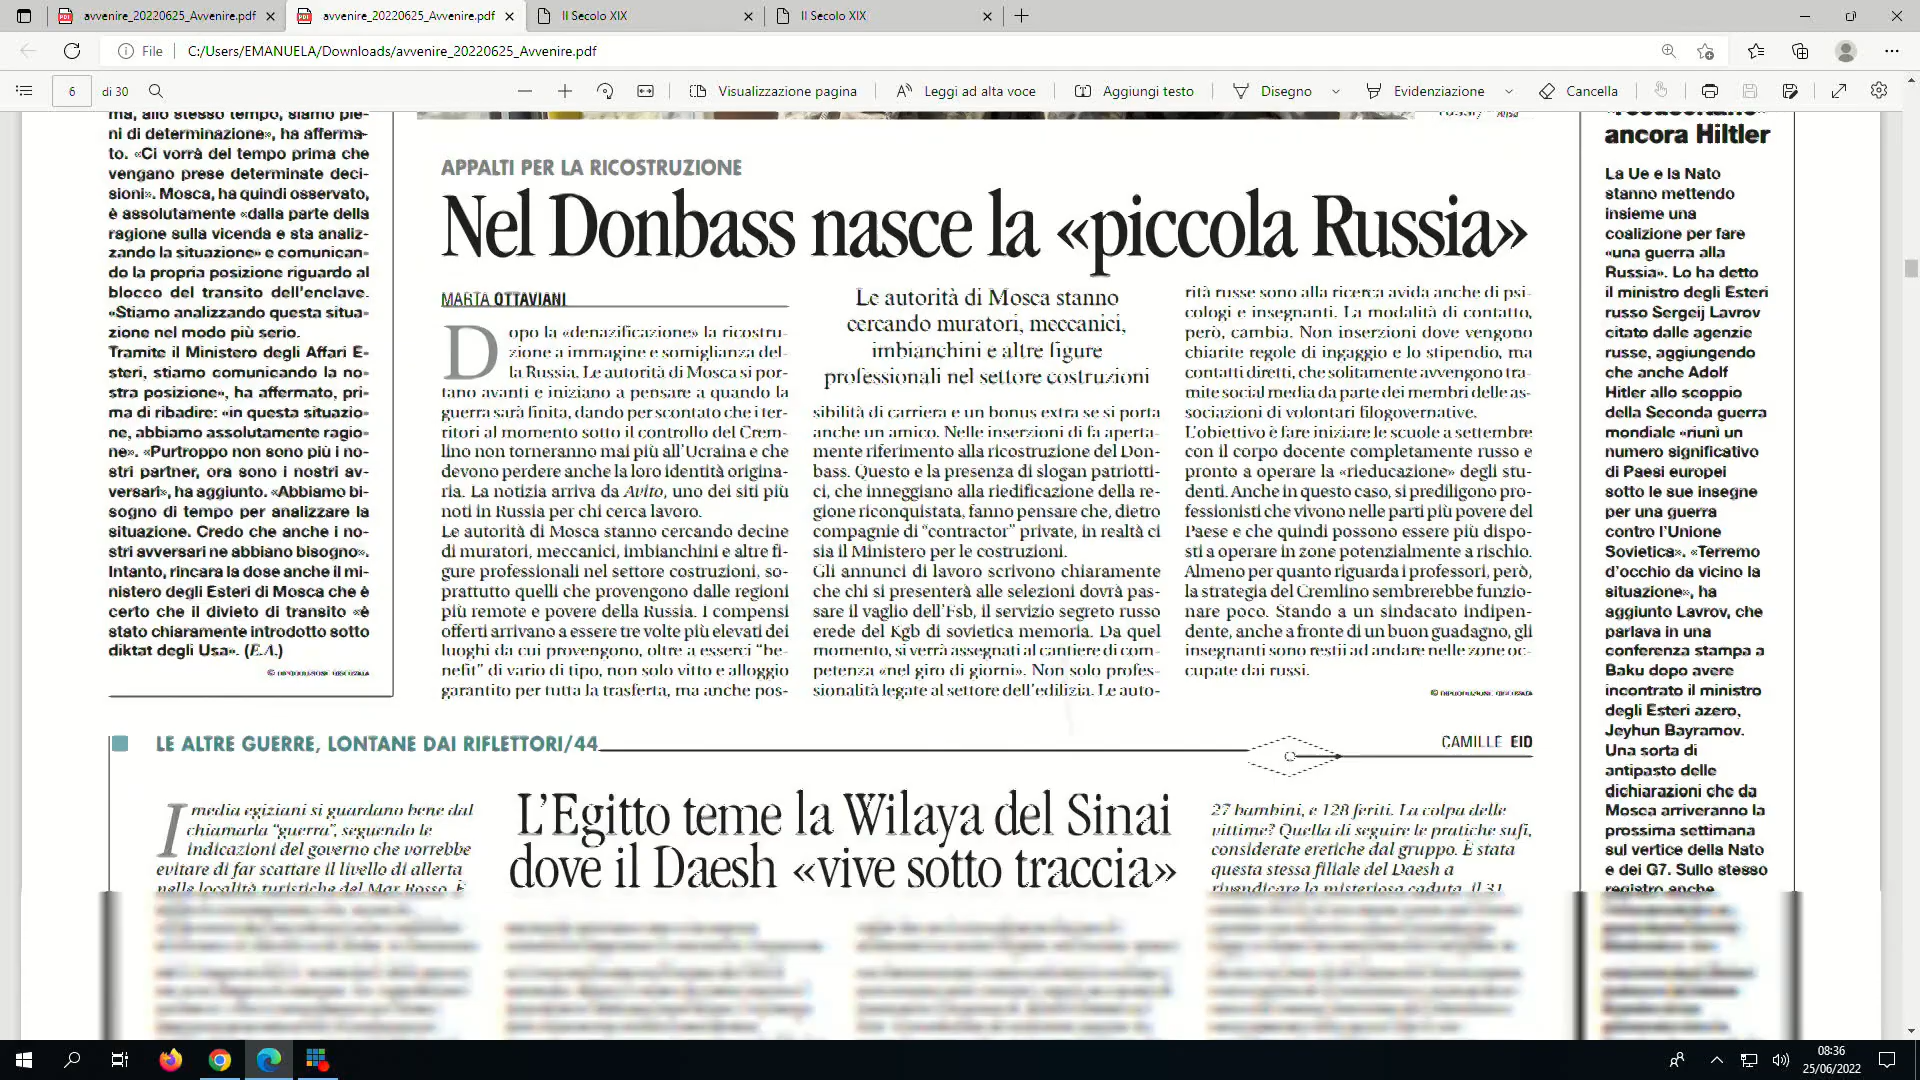 avvenire_20220625_Avvenire.pdf
avvenire_20220625_Avvenire.pdf
Il Secolo XIX
Il Secolo XIX
File
C:/Users/EMANUELA/Downloads/avvenire_20220625_Avvenire.pdf
6
di 30
Visualizzazione pagina
Leggi ad alta voce
Aggiungi testo
Disegno
Evidenziazione
Cancella
ma, allo stesso tempo, siamo pie-
ni di determinazione», ha afferma-
to. «Ci vorrà del tempo prima che
vengano prese determinate deci-
sioni». Mosca, ha quindi osservato,
è assolutamente «dalla parte della
ragione sulla vicenda e sta analiz-
zando la situazione» e comunican-
do la propria posizione riguardo al
blocco del transito dell'enclave.
«Stiamo analizzando questa situa-
zione nel modo più serio.
Tramite il Ministero degli Affari E-
steri, stiamo comunicando la no-
stra posizione», ha affermato, pri-
ma di ribadire: «in questa situazio-
ne, abbiamo assolutamente ragio-
ne». «Purtroppo non sono più i no-
stri partner, ora sono i nostri av-
versari», ha aggiunto. «Abbiamo bi-
sogno di tempo per analizzare la
situazione. Credo che anche i no-
stri avversari ne abbiano bisogno».
Intanto, rincara la dose anche il mi-
nistero degli Esteri di Mosca che è
certo che il divieto di transito «è
stato chiaramente introdotto sotto
diktat degli Usa». (E.A.)
© RIPRODUZIONE RISERVATA
APPALTI PER LA RICOSTRUZIONE
Nel Donbass nasce la «piccola Russia»
MARTA OTTAVIANI
Dopo la «denazificazione» la ricostru-
zione a immagine e somiglianza del-
la Russia. Le autorità di Mosca si por-
tano avanti e iniziano a pensare a quando la
guerra sarà finita, dando per scontato che i ter-
ritori al momento sotto il controllo del Crem-
lino non torneranno mai più all'Ucraina e che
devono perdere anche la loro identità origina-
ria. La notizia arriva da Avito, uno dei siti più
noti in Russia per chi cerca lavoro.
Le autorità di Mosca stanno cercando decine
di muratori, meccanici, imbianchini e altre fi-
gure professionali nel settore costruzioni, so-
prattutto quelli che provengono dalle regioni
più remote e povere della Russia. I compensi
offerti arrivano a essere tre volte più elevati dei
luoghi da cui provengono, oltre a esserci "be-
nefit" di vario di tipo, non solo vitto e alloggio
garantito per tutta la trasferta, ma anche pos-
Le autorità di Mosca stanno
cercando muratori, meccanici,
imbianchini e altre figure
professionali nel settore costruzioni
sibilità di carriera e un bonus extra se si porta
anche un amico. Nelle inserzioni di fa aperta-
mente riferimento alla ricostruzione del Don-
bass. Questo e la presenza di slogan patriotti-
ci, che inneggiano alla riedificazione della re-
gione riconquistata, fanno pensare che, dietro
compagnie di "contractor" private, in realtà ci
sia il Ministero per le costruzioni.
Gli annunci di lavoro scrivono chiaramente
che chi si presenterà alle selezioni dovrà pas-
sare il vaglio dell'Fsb, il servizio segreto russo
erede del Kgb di sovietica memoria. Da quel
momento, si verrà assegnati al cantiere di com-
petenza «nel giro di giorni». Non solo profes-
sionalità legate al settore dell'edilizia. Le auto-
rità russe sono alla ricerca avida anche di psi-
cologi e insegnanti. La modalità di contatto,
però, cambia. Non inserzioni dove vengono
chiarite regole di ingaggio e lo stipendio, ma
contatti diretti, che solitamente avvengono tra-
mite social media da parte dei membri delle as-
sociazioni di volontari filogovernative.
L'obiettivo è fare iniziare le scuole a settembre
con il corpo docente completamente russo e
pronto a operare la «rieducazione» degli stu-
denti. Anche in questo caso, si prediligono pro-
fessionisti che vivono nelle parti più povere del
Paese e che quindi possono essere più dispo-
sti a operare in zone potenzialmente a rischio.
Almeno per quanto riguarda i professori, però,
la strategia del Cremlino sembrerebbe funzio-
nare poco. Stando a un sindacato indipen-
dente, anche a fronte di un buon guadagno, gli
insegnanti sono restii ad andare nelle zone oc-
cupate dai russi.
© RIPRODUZIONE RISERVATA
ancora Hiltler
La Ue e la Nato
stanno mettendo
insieme una
coalizione per fare
«una guerra alla
Russia». Lo ha detto
il ministro degli Esteri
russo Sergeij Lavrov
citato dalle agenzie
russe, aggiungendo
che anche Adolf
Hitler allo scoppio
della Seconda guerra
mondiale «riunì un
numero significativo
di Paesi europei
sotto le sue insegne
per una guerra
contro l'Unione
Sovietica». «Terremo
d'occhio da vicino la
situazione», ha
aggiunto Lavrov, che
parlava in una
conferenza stampa a
Baku dopo avere
incontrato il ministro
degli Esteri azero,
Jeyhun Bayramov.
Una sorta di
antipasto delle
dichiarazioni che da
Mosca arriveranno la
prossima settimana
sul vertice della Nato
e dei G7. Sullo stesso
registro anche
LE ALTRE GUERRE, LONTANE DAI RIFLETTORI/44
CAMILLE EID
I media egiziani si guardano bene dal
chiamarla "guerra", seguendo le
indicazioni del governo che vorrebbe
evitare di far scattare il livello di allerta
nelle località turistiche del Mar Rosso. È
L'Egitto teme la Wilaya del Sinai
dove il Daesh «vive sotto traccia»
27 bambini, e 128 feriti. La colpa delle
vittime? Quella di seguire le pratiche sufi,
considerate eretiche dal gruppo. È stata
questa stessa filiale del Daesh a
rivendicare la misteriosa caduta, il 31
08:36
25/06/2022